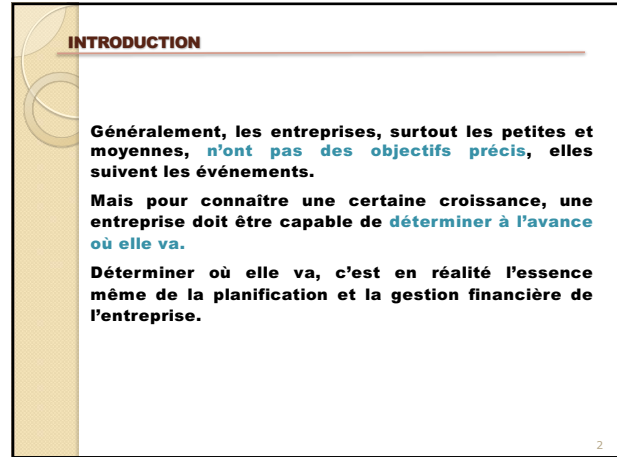 INTRODUCTION
Généralement, les entreprises, surtout les petites et
moyennes, n’ont pas des objectifs précis, elles
suivent les événements.
Mais pour connaître une certaine croissance, une
entreprise doit être capable de déterminer à l’avance
où elle va.
Déterminer où elle va, c’est en réalité l’essence
même de la planification et la gestion financière de
l’entreprise.
2